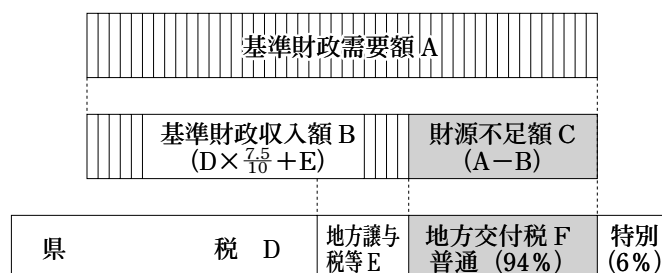 基準財政需要額 A
基準財政収入額 B
(D×7.5/10+E)
財源不足額 C
(A−B)
県 税 D
地方譲与
税等 E
地方交付税 F
普通 (94%)
特別
(6%)